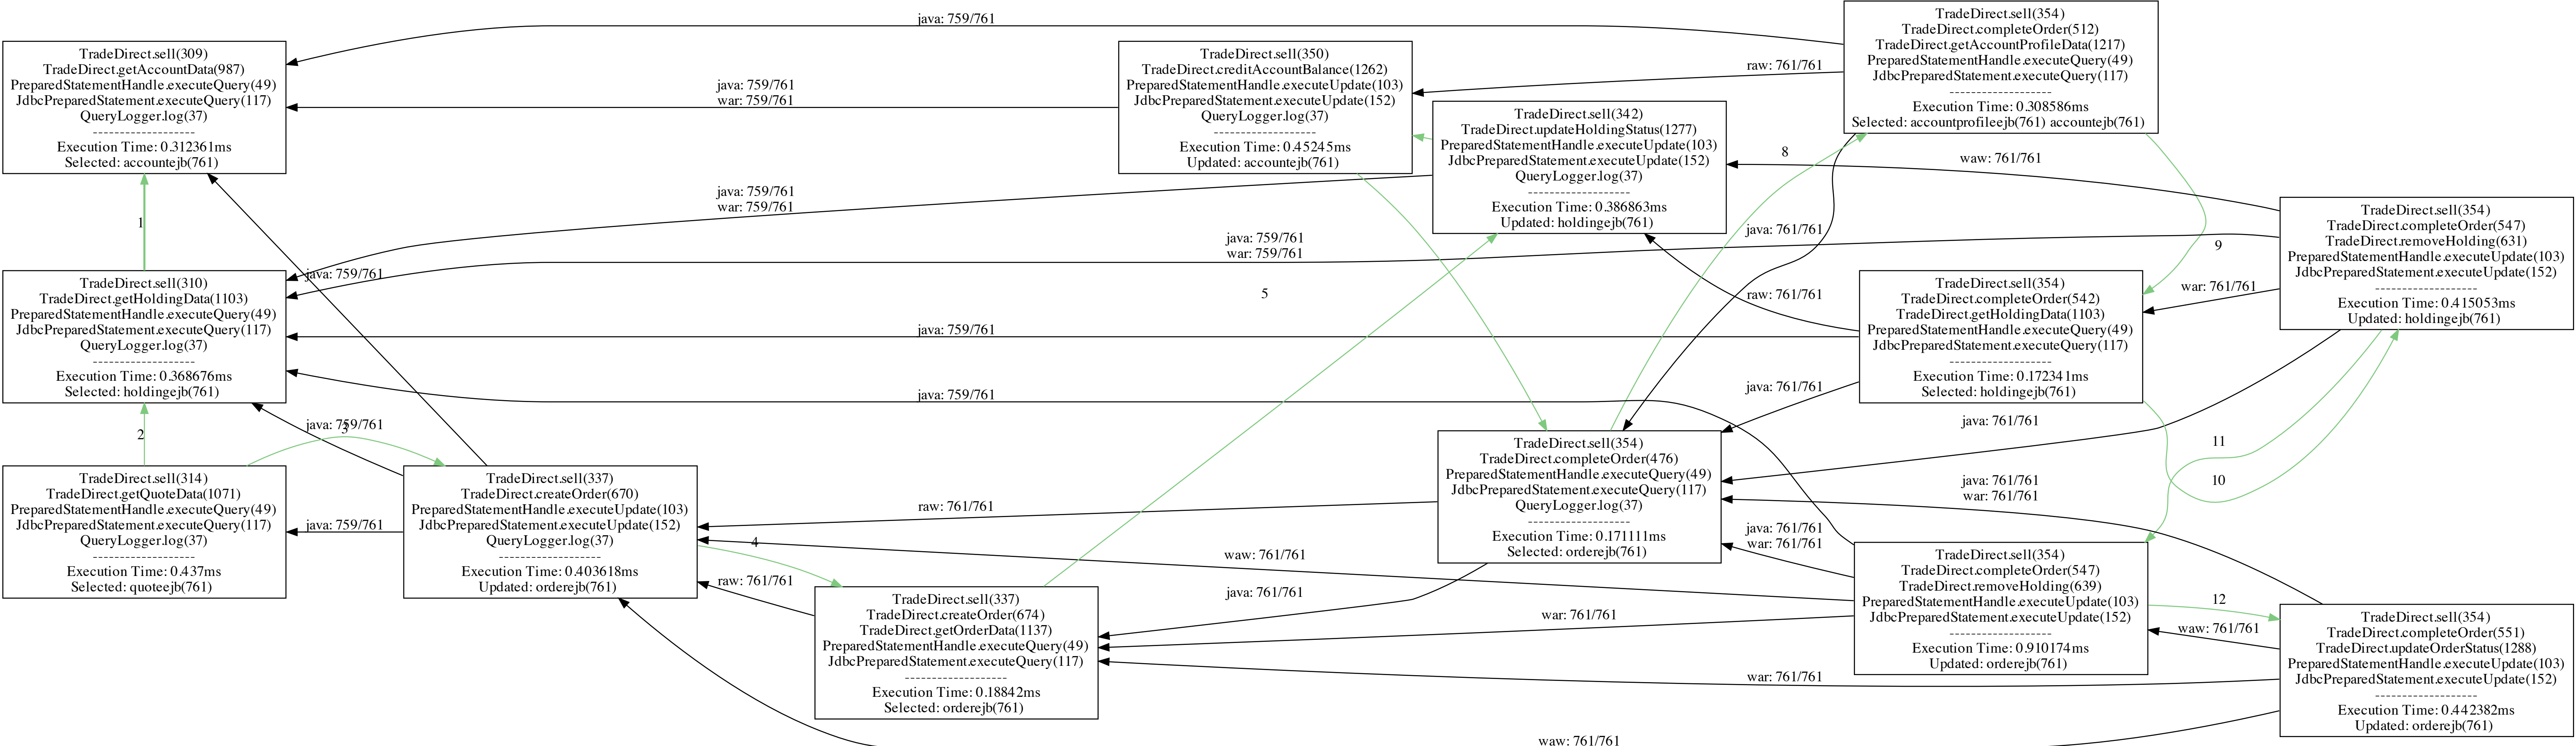 TradeDirect.sell(309)
TradeDirect.getAccountData(987)
PreparedStatementHandle.executeQuery(49)
JdbcPreparedStatement.executeQuery(117)
QueryLogger.log(37)
-------------------
Execution Time: 0.312361ms
Selected: accountejb(761)
1
TradeDirect.sell(310)
TradeDirect.getHoldingData(1103)
PreparedStatementHandle.executeQuery(49)
JdbcPreparedStatement.executeQuery(117)
QueryLogger.log(37)
-------------------
Execution Time: 0.368676ms
Selected: holdingejb(761)
2
TradeDirect.sell(314)
TradeDirect.getQuoteData(1071)
PreparedStatementHandle.executeQuery(49)
JdbcPreparedStatement.executeQuery(117)
QueryLogger.log(37)
-------------------
Execution Time: 0.437ms
Selected: quoteejb(761)
java: 759/761
java: 759/761
3
java: 759/761
TradeDirect.sell(337)
TradeDirect.createOrder(670)
PreparedStatementHandle.executeUpdate(103)
JdbcPreparedStatement.executeUpdate(152)
QueryLogger.log(37)
-------------------
Execution Time: 0.403618ms
Updated: orderejb(761)
java: 759/761
war: 759/761
java: 759/761
war: 759/761
4
raw: 761/761
java: 759/761
java: 759/761
java: 759/761
raw: 761/761
TradeDirect.sell(337)
TradeDirect.createOrder(674)
TradeDirect.getOrderData(1137)
PreparedStatementHandle.executeQuery(49)
JdbcPreparedStatement.executeQuery(117)
-------------------
Execution Time: 0.18842ms
Selected: orderejb(761)
TradeDirect.sell(350)
TradeDirect.creditAccountBalance(1262)
PreparedStatementHandle.executeUpdate(103)
JdbcPreparedStatement.executeUpdate(152)
QueryLogger.log(37)
-------------------
Execution Time: 0.45245ms
Updated: accountejb(761)
java: 759/761
war: 759/761
5
waw: 761/761
java: 761/761
TradeDirect.sell(342)
TradeDirect.updateHoldingStatus(1277)
PreparedStatementHandle.executeUpdate(103)
JdbcPreparedStatement.executeUpdate(152)
QueryLogger.log(37)
-------------------
Execution Time: 0.386863ms
Updated: holdingejb(761)
TradeDirect.sell(354)
TradeDirect.completeOrder(476)
PreparedStatementHandle.executeQuery(49)
JdbcPreparedStatement.executeQuery(117)
QueryLogger.log(37)
-------------------
Execution Time: 0.171111ms
Selected: orderejb(761)
war: 761/761
waw: 761/761
raw: 761/761
8
java: 761/761
raw: 761/761
java: 761/761
java: 761/761
war: 761/761
war: 761/761
TradeDirect.sell(354)
TradeDirect.completeOrder(512)
TradeDirect.getAccountProfileData(1217)
PreparedStatementHandle.executeQuery(49)
JdbcPreparedStatement.executeQuery(117)
-------------------
Execution Time: 0.308586ms
Selected: accountprofileejb(761) accountejb(761)
waw: 761/761
TradeDirect.sell(354)
TradeDirect.completeOrder(542)
TradeDirect.getHoldingData(1103)
PreparedStatementHandle.executeQuery(49)
JdbcPreparedStatement.executeQuery(117)
-------------------
Execution Time: 0.172341ms
Selected: holdingejb(761)
java: 761/761
java: 761/761
war: 761/761
TradeDirect.sell(354)
TradeDirect.completeOrder(547)
TradeDirect.removeHolding(639)
PreparedStatementHandle.executeUpdate(103)
JdbcPreparedStatement.executeUpdate(152)
-------------------
Execution Time: 0.910174ms
Updated: orderejb(761)
9
war: 761/761
11
10
12
waw: 761/761
TradeDirect.sell(354)
TradeDirect.completeOrder(547)
TradeDirect.removeHolding(631)
PreparedStatementHandle.executeUpdate(103)
JdbcPreparedStatement.executeUpdate(152)
-------------------
Execution Time: 0.415053ms
Updated: holdingejb(761)
TradeDirect.sell(354)
TradeDirect.completeOrder(551)
TradeDirect.updateOrderStatus(1288)
PreparedStatementHandle.executeUpdate(103)
JdbcPreparedStatement.executeUpdate(152)
-------------------
Execution Time: 0.442382ms
Updated: orderejb(761)